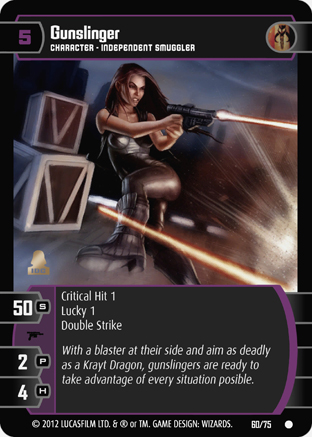 5
Gunslinger
CHARACTER - INDEPENDENT SMUGGLER
50 S
Critical Hit 1
Lucky 1
Double Strike
2 P
4 H
With a blaster at their side and aim as deadly
as a Krayt Dragon, gunslingers are ready to
take advantage of every situation posible.
© 2012 LUCASFILM LTD. & ® or TM. GAME DESIGN: WIZARDS.
60/75